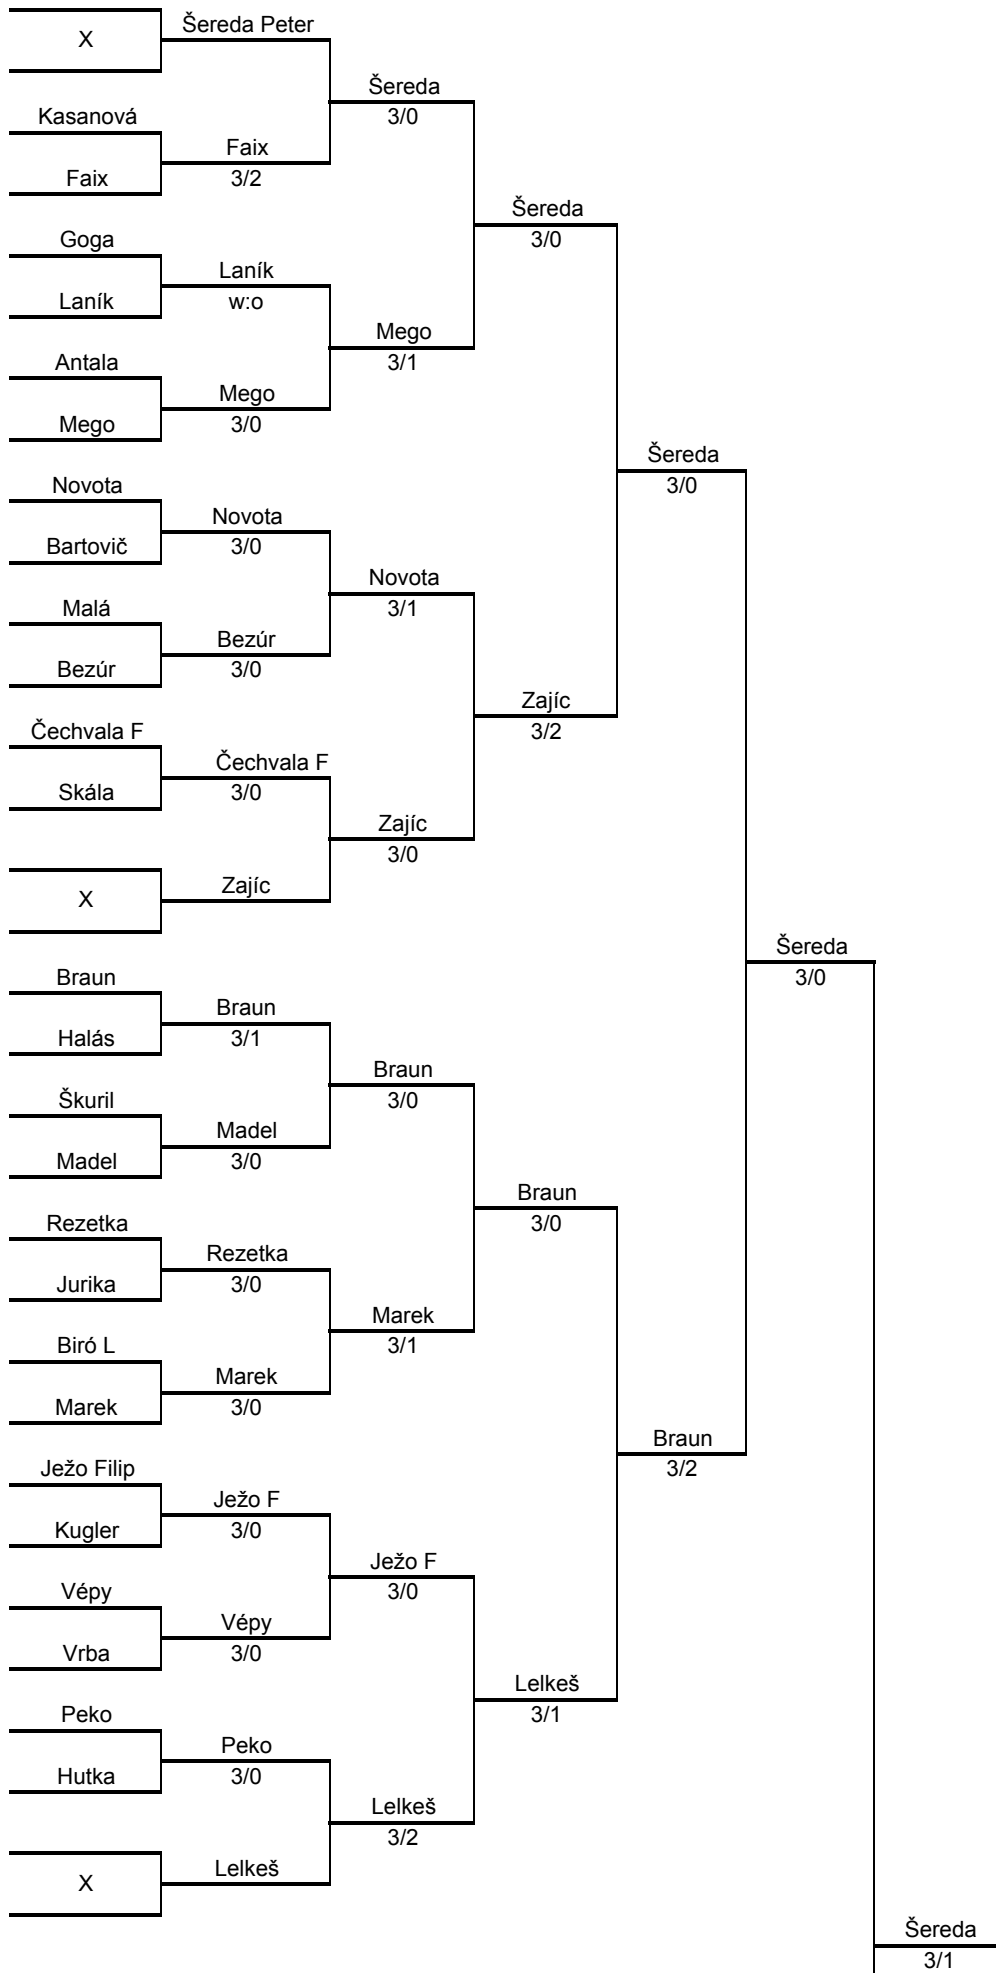 X
Šereda Peter
Šereda
3/0
Kasanová
Faix
Faix
3/2
Šereda
3/0
Goga
Laník
Laník
w:o
Mego
3/1
Antala
Mego
Mego
3/0
Šereda
3/0
Novota
Novota
Bartovič
3/0
Novota
3/1
Malá
Bezúr
Bezúr
3/0
Zajíc
3/2
Čechvala F
Čechvala F
Skála
3/0
Zajíc
3/0
X
Zajíc
Šereda
3/0
Braun
Braun
Halás
3/1
Braun
3/0
Škuril
Madel
Madel
3/0
Braun
3/0
Rezetka
Rezetka
Jurika
3/0
Marek
3/1
Biró L
Marek
Marek
3/0
Braun
3/2
Ježo Filip
Ježo F
Kugler
3/0
Ježo F
3/0
Vépy
Vépy
Vrba
3/0
Lelkeš
3/1
Peko
Peko
Hutka
3/0
Lelkeš
3/2
X
Lelkeš
Šereda
3/1